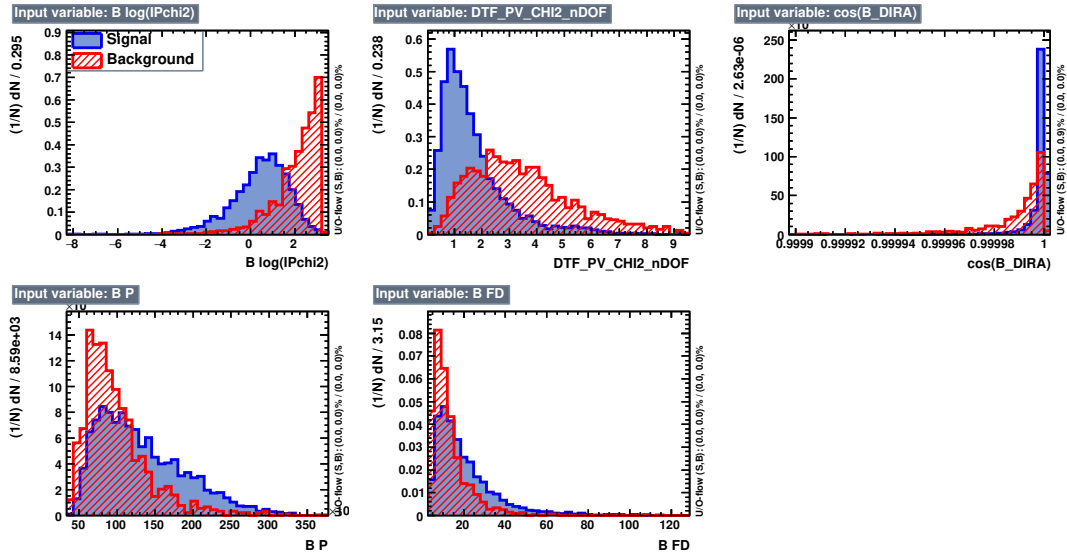 Input variable: B log(IPchi2)
(1/N) dN / 0.295
0.9
0.8
0.7
0.6
0.5
0.4
0.3
0.2
0.1
0
Signal
Background
−8 −6 −4 −2 0 2
B log(IPchi2)
U/O-flow (S,B): (0.0, 0.0)% / (0.0, 0.0)%
Input variable: DTF_PV_CHI2_nDOF
(1/N) dN / 0.238
0.6
0.5
0.4
0.3
0.2
0.1
0
1 2 3 4 5 6 7 8 9
DTF_PV_CHI2_nDOF
U/O-flow (S,B): (0.0, 0.0)% / (0.0, 0.0)%
Input variable: cos(B_DIRA)
(1/N) dN / 2.63e-06
250
200
150
100
50
0
0.9999 0.99992 0.99994 0.99996 0.99998 1
cos(B_DIRA)
U/O-flow (S,B): (0.0, 0.9)% / (0.0, 0.0)%
Input variable: B P
(1/N) dN / 8.59e+03
14
12
10
8
6
4
2
0
50 100 150 200 250 300 350
×10
B P
U/O-flow (S,B): (0.0, 0.0)% / (0.0, 0.0)%
Input variable: B FD
(1/N) dN / 3.15
0.08
0.07
0.06
0.05
0.04
0.03
0.02
0.01
0
20 40 60 80 100 120
B FD
U/O-flow (S,B): (0.0, 0.0)% / (0.0, 0.0)%